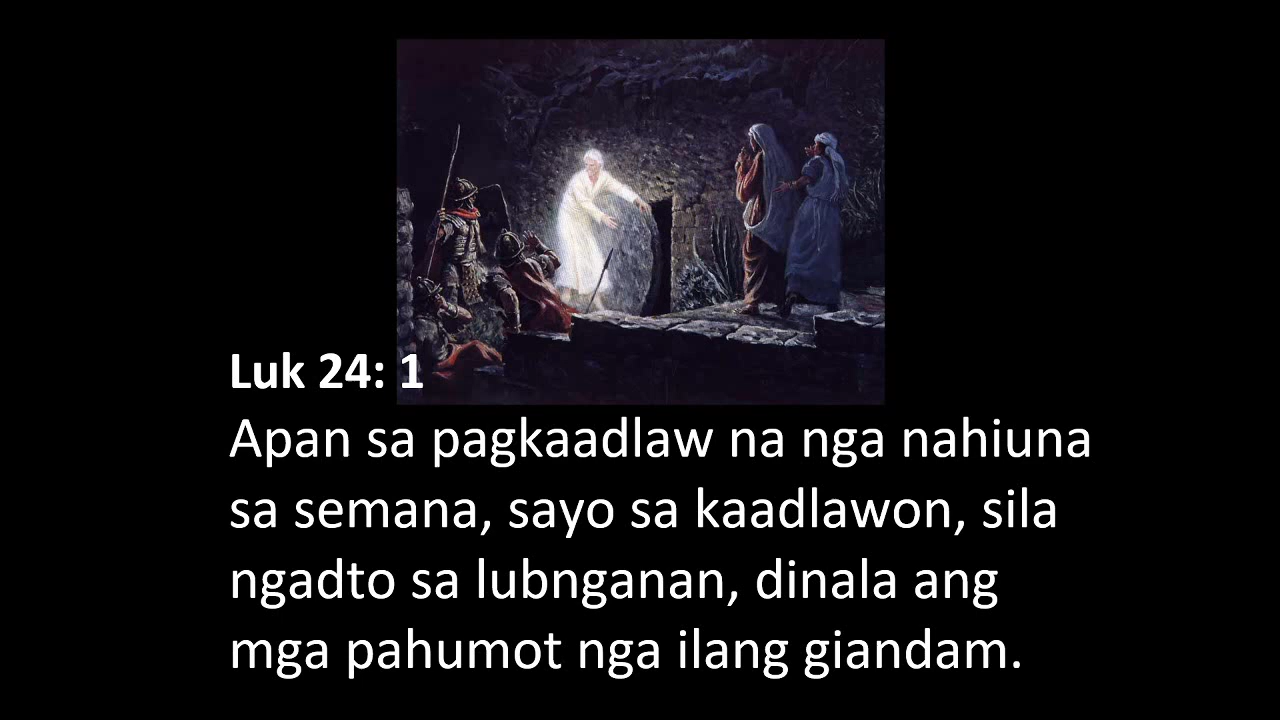 Luk 24: 1
Apan sa pagkaadlaw na nga nahiuna
sa semana, sayo sa kaadlawon, sila
ngadto sa lubnganan, dinala ang
mga pahumot nga ilang giandam.